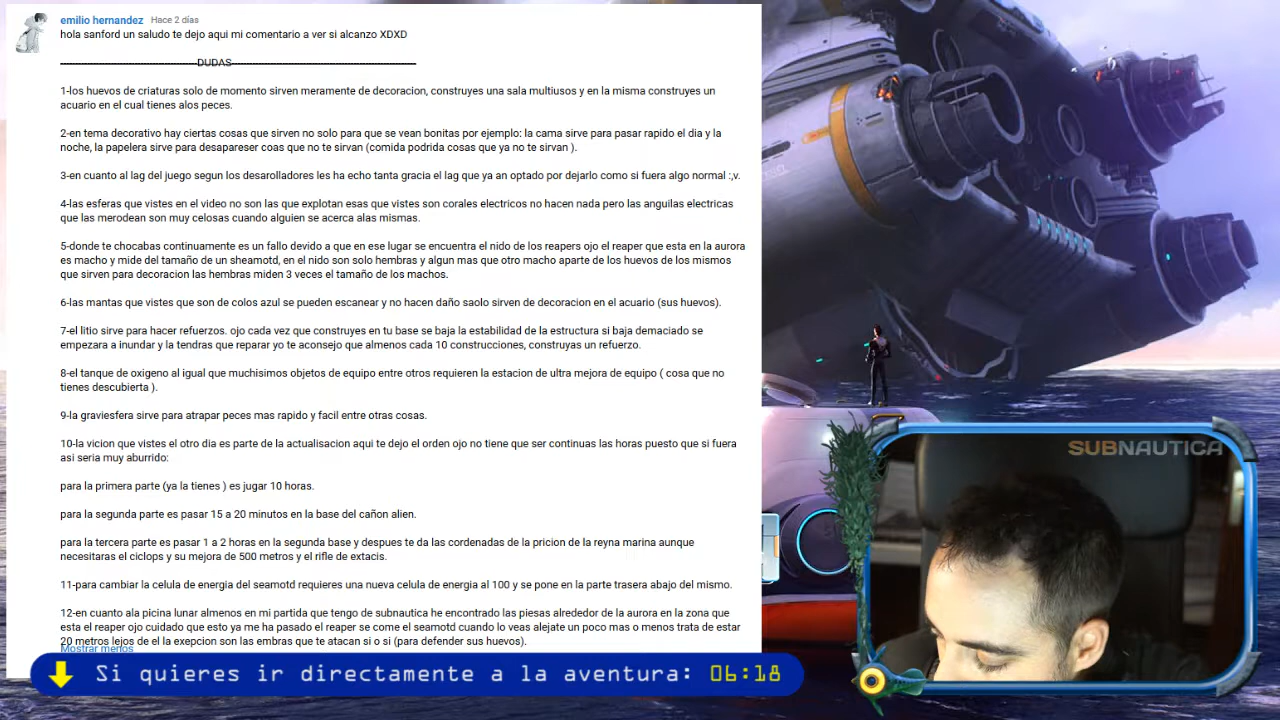 emilio hernandez Hace 2 días
hola sanford un saludo te dejo aqui mi comentario a ver si alcanzo XDXD
DUDAS
1-los huevos de criaturas solo de momento sirven meramente de decoracion, construyes una sala multiusos y en la misma construyes un
acuario en el cual tienes alos peces.
2-en tema decorativo hay ciertas cosas que sirven no solo para que se vean bonitas por ejemplo: la cama sirve para pasar rapido el dia y la
noche, la papelera sirve para desapareser coas que no te sirvan (comida podrida cosas que ya no te sirvan ).
3-en cuanto al lag del juego segun los desarolladores les ha echo tanta gracia el lag que ya an optado por dejarlo como si fuera algo normal :,v.
4-las esferas que vistes en el video no son las que explotan esas que vistes son corales electricos no hacen nada pero las anguilas electricas
que las merodean son muy celosas cuando alguien se acerca alas mismas.
5-donde te chocabas continuamente es un fallo devido a que en ese lugar se encuentra el nido de los reapers ojo el reaper que esta en la aurora
es macho y mide del tamaño de un sheamotd, en el nido son solo hembras y algun mas que otro macho aparte de los huevos de los mismos
que sirven para decoracion las hembras miden 3 veces el tamaño de los machos.
6-las mantas que vistes que son de colos azul se pueden escanear y no hacen daño saolo sirven de decoracion en el acuario (sus huevos).
7-el litio sirve para hacer refuerzos. ojo cada vez que construyes en tu base se baja la estabilidad de la estructura si baja demaciado se
empezara a inundar y la tendras que reparar yo te aconsejo que almenos cada 10 construcciones, construyas un refuerzo.
8-el tanque de oxigeno al igual que muchisimos objetos de equipo entre otros requieren la estacion de ultra mejora de equipo ( cosa que no
tienes descubierta ).
9-la graviesfera sirve para atrapar peces mas rapido y facil entre otras cosas.
10-la vicion que vistes el otro dia es parte de la actualisacion aqui te dejo el orden ojo no tiene que ser continuas las horas puesto que si fuera
asi seria muy aburrido:
para la primera parte (ya la tienes ) es jugar 10 horas.
para la segunda parte es pasar 15 a 20 minutos en la base del cañon alien.
para la tercera parte es pasar 1 a 2 horas en la segunda base y despues te da las cordenadas de la pricion de la reyna marina aunque
necesitaras el ciclops y su mejora de 500 metros y el rifle de extacis.
11-para cambiar la celula de energia del seamotd requieres una nueva celula de energia al 100 y se pone en la parte trasera abajo del mismo.
12-en cuanto ala picina lunar almenos en mi partida que tengo de subnautica he encontrado las piesas alrededor de la aurora en la zona que
esta el reaper ojo cuidado que esto ya me ha pasado el reaper se come el seamotd cuando lo veas alejate un poco mas o menos trata de estar
20 metros lejos de el la exepcion son las embras que te atacan si o si (para defender sus huevos).
Mostrar menos
Si quieres ir directamente a la aventura: 06:18
SUBNAUTICA